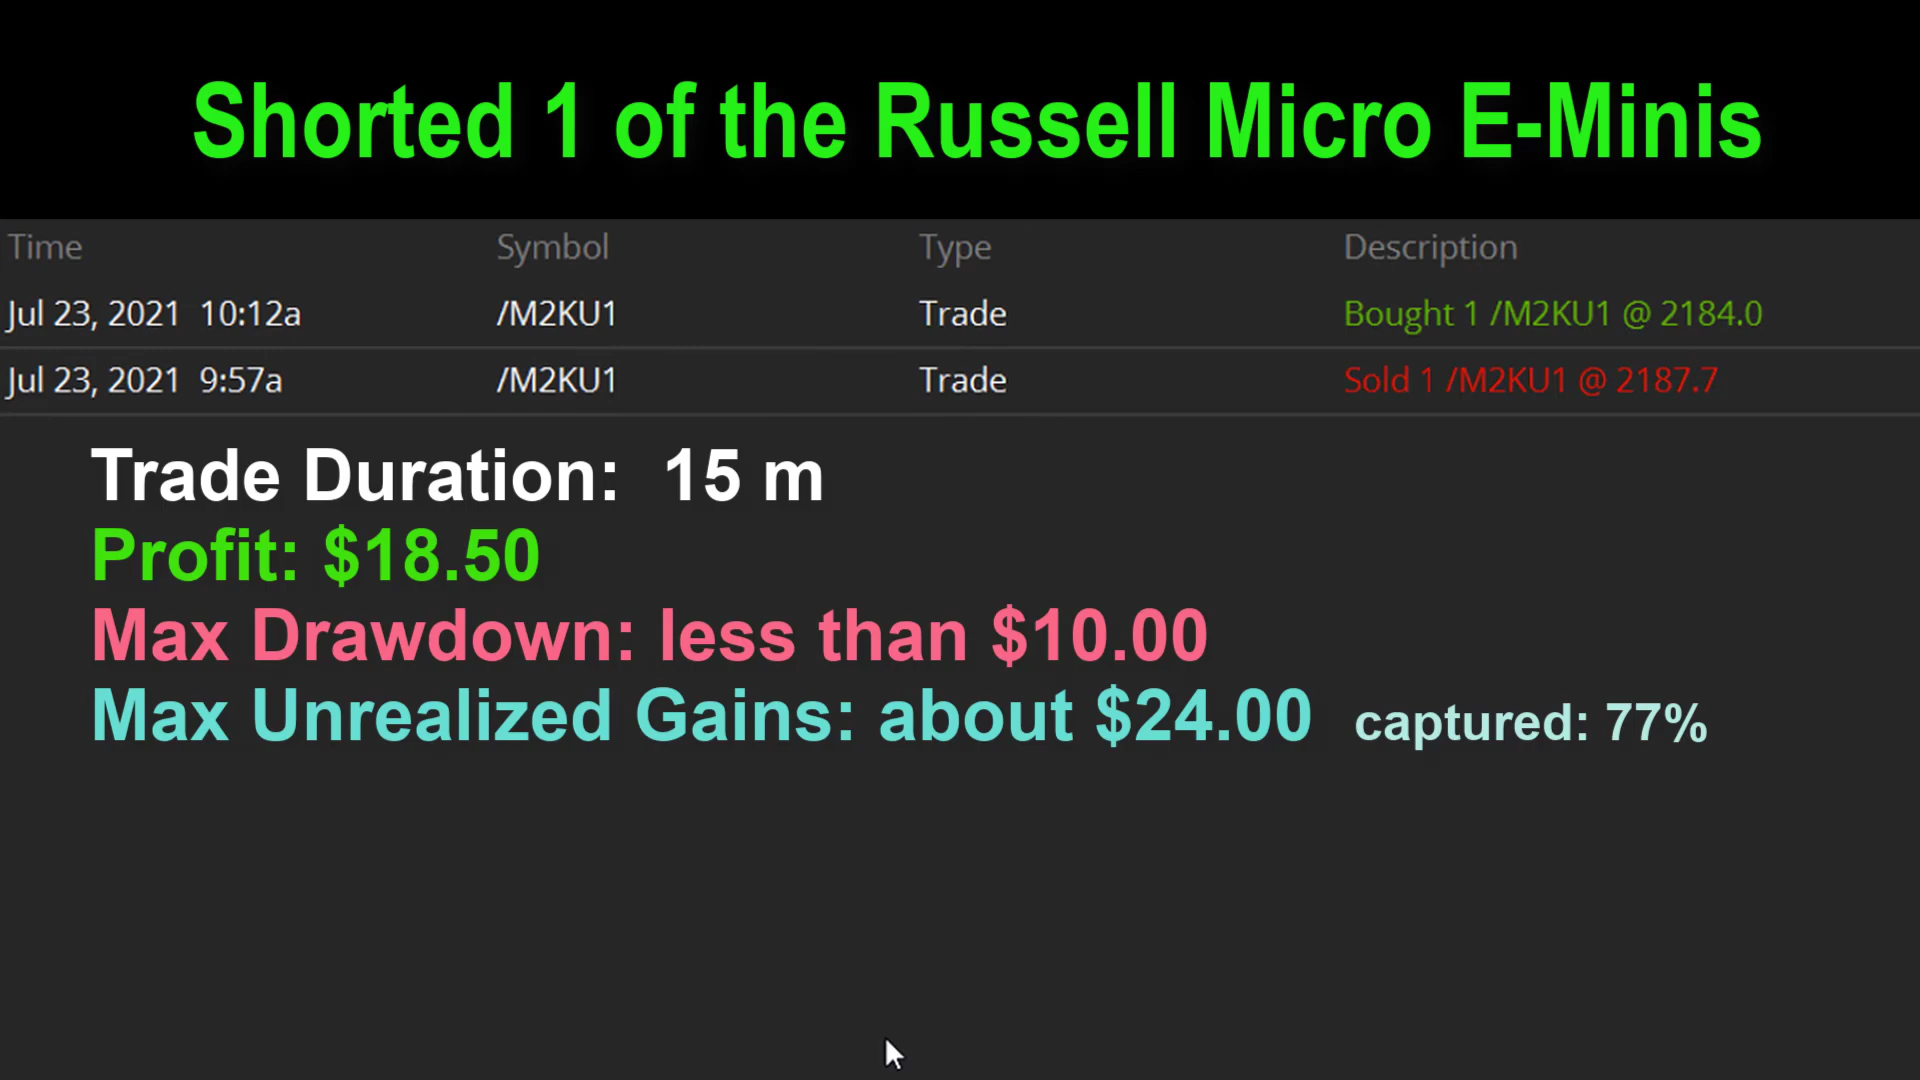 Shorted 1 of the Russell Micro E-Minis
Time Symbol Type Description
Jul 23, 2021 10:12a /M2KU1 Trade Bought 1 /M2KU1 @ 2184.0
Jul 23, 2021 9:57a /M2KU1 Trade Sold 1 /M2KU1 @ 2187.7
Trade Duration: 15 m
Profit: $18.50
Max Drawdown: less than $10.00
Max Unrealized Gains: about $24.00 captured: 77%